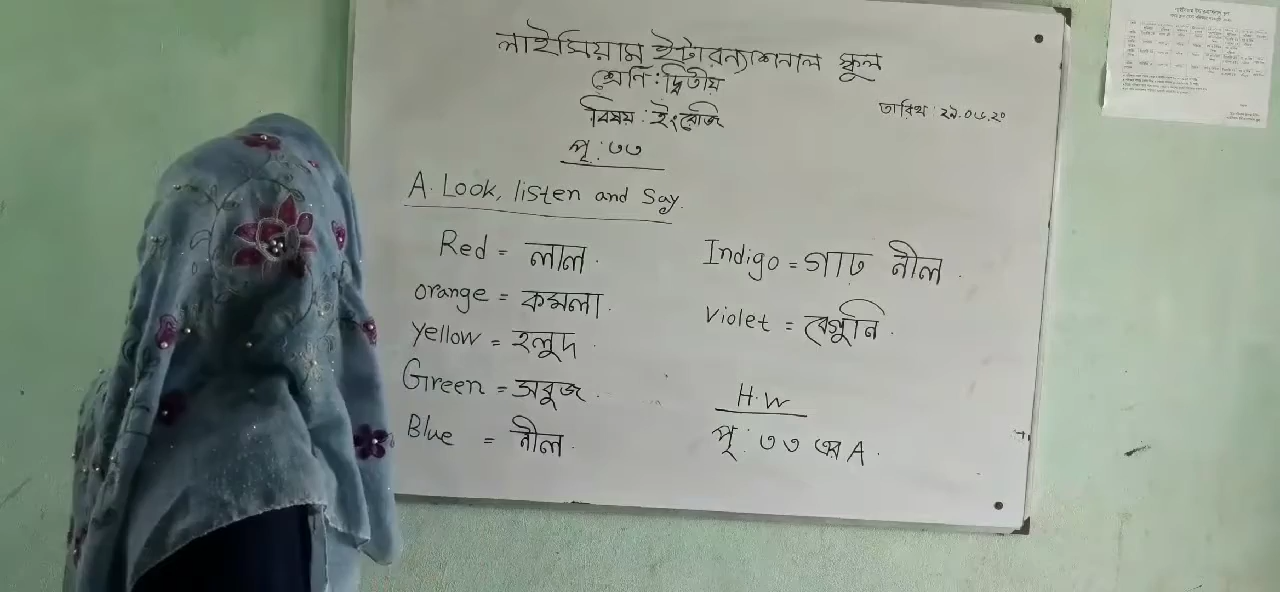 লাইসিয়াম ইন্টারন্যাশনাল স্কুল
শ্রেণি : দ্বিতীয়
বিষয় : ইংরেজি
তারিখ : ২৯.০৬.২০
পৃ : ৩৩
A. Look, listen and say.
Red = লাল.
orange = কমলা.
yellow = হলুদ.
Green = সবুজ.
Blue = নীল.
Indigo = গাঢ় নীল.
violet = বেগুনি.
H.W
পৃ : ৩৩ এর A.